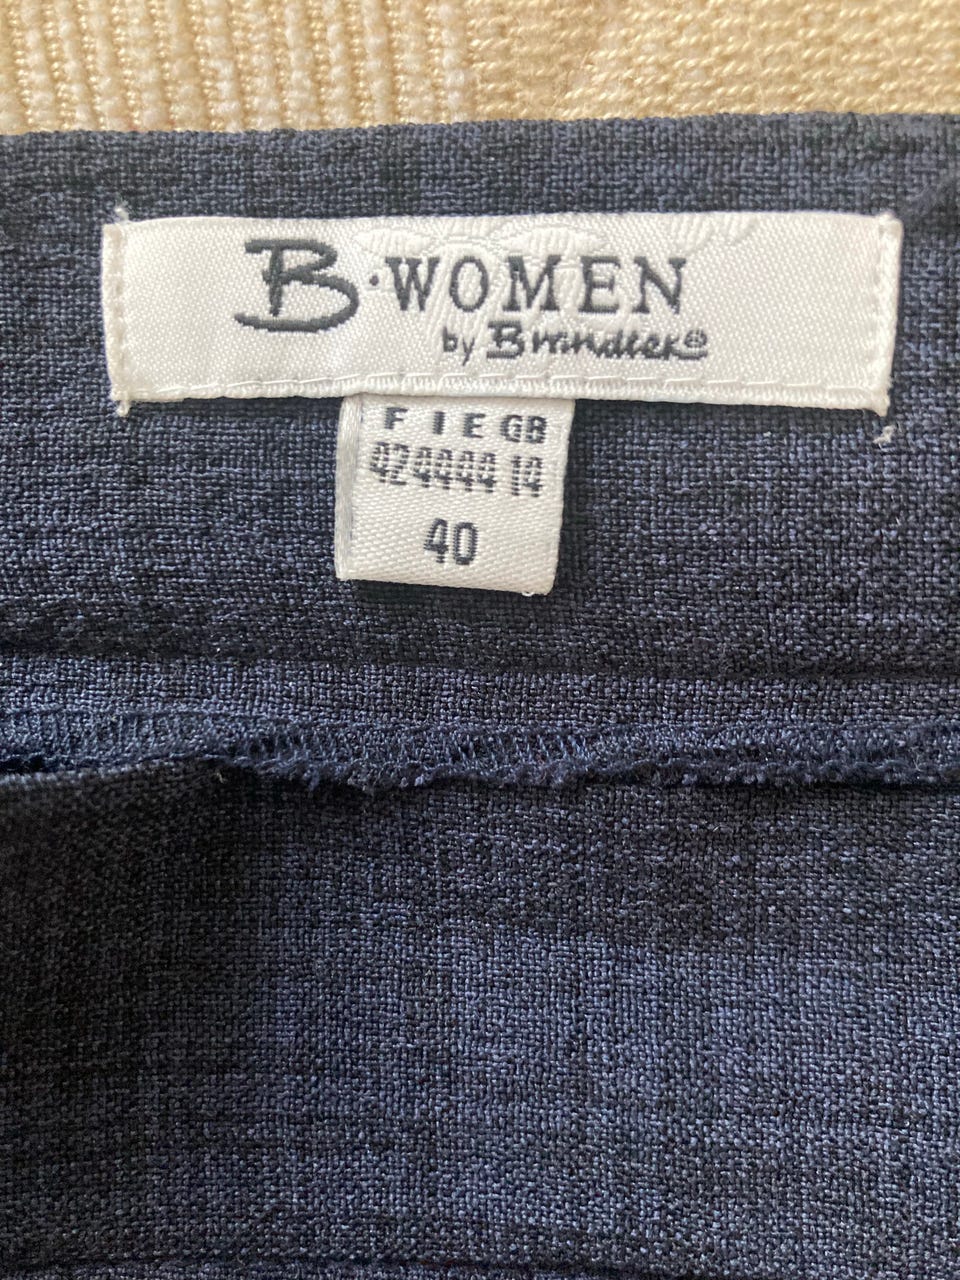 B·WOMEN
by Brandtex®
F I E GB
42 44 44 14
40